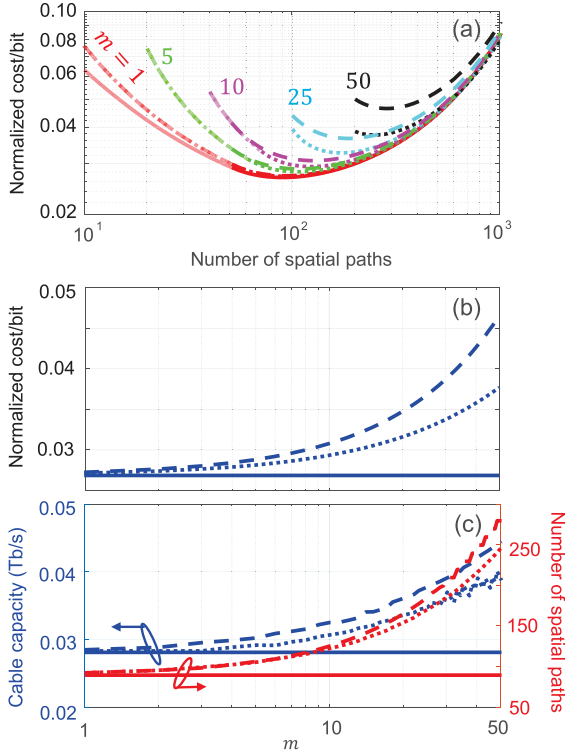 (a)
Normalized cost/bit
0.10
0.08
0.06
0.04
0.02
m = 1
5
10
25
50
10^1
10^2
10^3
Number of spatial paths
(b)
Normalized cost/bit
0.05
0.04
0.03
(c)
Cable capacity (Tb/s)
0.05
0.04
0.03
0.02
Number of spatial paths
250
150
50
1
10
50
m